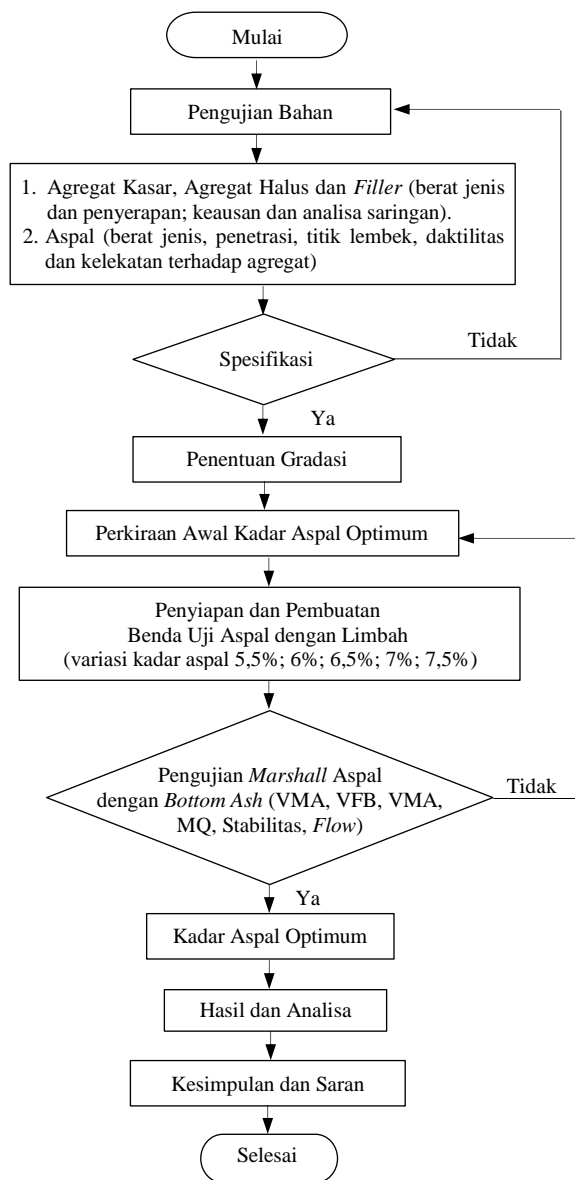 Mulai
Pengujian Bahan
1. Agregat Kasar, Agregat Halus dan Filler (berat jenis
dan penyerapan; keausan dan analisa saringan).
2. Aspal (berat jenis, penetrasi, titik lembek, daktilitas
dan kelekatan terhadap agregat)
Spesifikasi
Tidak
Ya
Penentuan Gradasi
Perkiraan Awal Kadar Aspal Optimum
Penyiapan dan Pembuatan
Benda Uji Aspal dengan Limbah
(variasi kadar aspal 5,5%; 6%; 6,5%; 7%; 7,5%)
Pengujian Marshall Aspal
dengan Bottom Ash (VMA, VFB, VMA,
MQ, Stabilitas, Flow)
Tidak
Ya
Kadar Aspal Optimum
Hasil dan Analisa
Kesimpulan dan Saran
Selesai